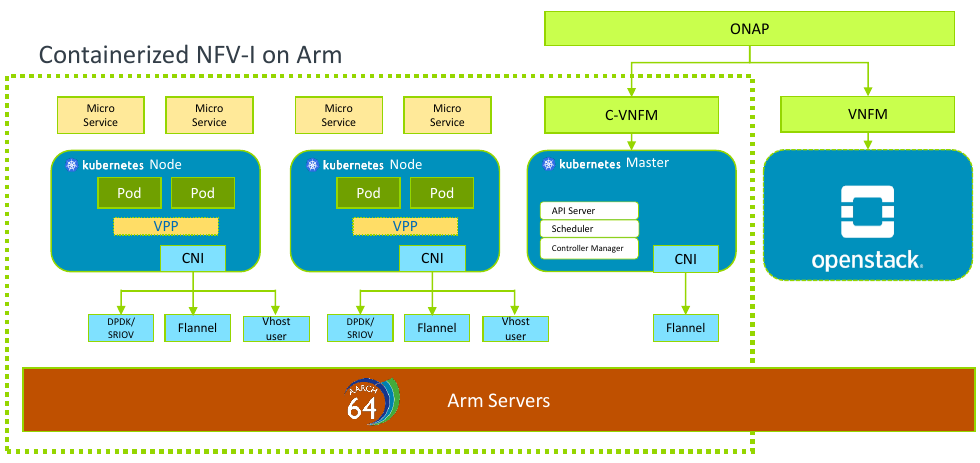 ONAP
Containerized NFV-I on Arm
Micro
Service
Micro
Service
Micro
Service
Micro
Service
C-VNFM
VNFM
kubernetes Node
kubernetes Node
kubernetes Master
Pod
Pod
Pod
Pod
VPP
VPP
API Server
Scheduler
Controller Manager
CNI
CNI
CNI
openstack.
DPDK/
SRIOV
Flannel
Vhost
user
DPDK/
SRIOV
Flannel
Vhost
user
Flannel
AARCH
64
Arm Servers